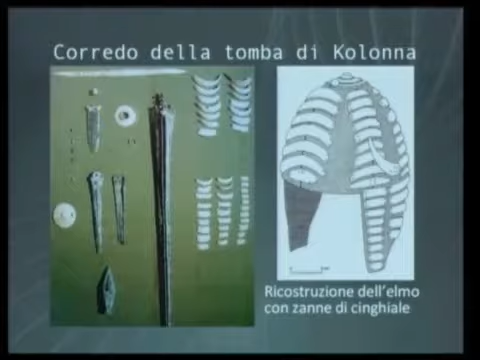 Corredo della tomba di Kolonna
Ricostruzione dell'elmo
con zanne di cinghiale